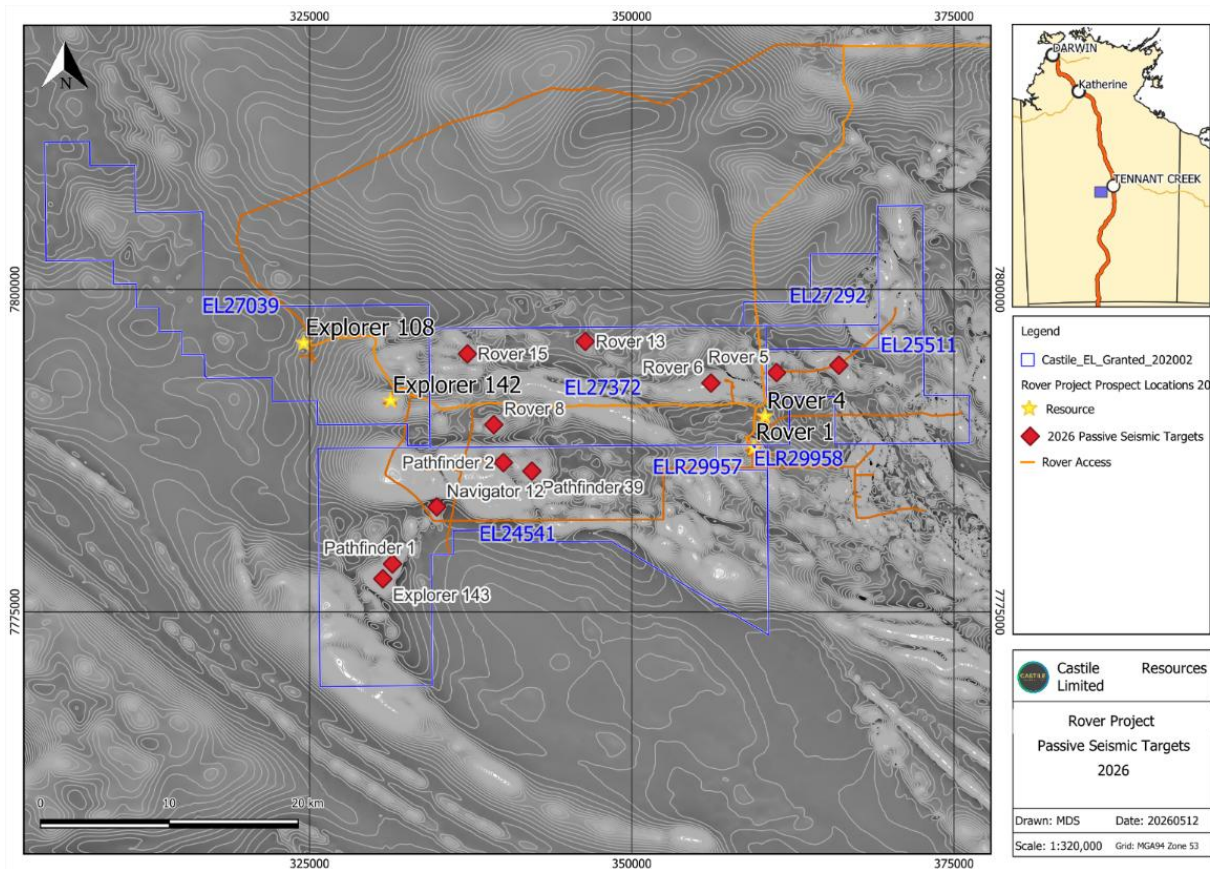 325000
350000
375000
N
7800000
7800000
7775000
7775000
EL27039
EL27292
EL25511
Explorer 108
Rover 15
Rover 13
Rover 5
Rover 6
EL27372
Explorer 142
Rover 8
Rover 4
Rover 1
Pathfinder 2
ELR29957
ELR29958
Pathfinder 39
Navigator 12
EL24541
Pathfinder 1
Explorer 143
0
10
20 km
325000
350000
375000
DARWIN
Katherine
TENNANT CREEK
Legend
Castile_EL_Granted_202002
Rover Project Prospect Locations 20
Resource
2026 Passive Seismic Targets
Rover Access
CASTILE
Castile Resources
Limited
Rover Project
Passive Seismic Targets
2026
Drawn: MDS Date: 20260512
Scale: 1:320,000 Grid: MGA94 Zone 53